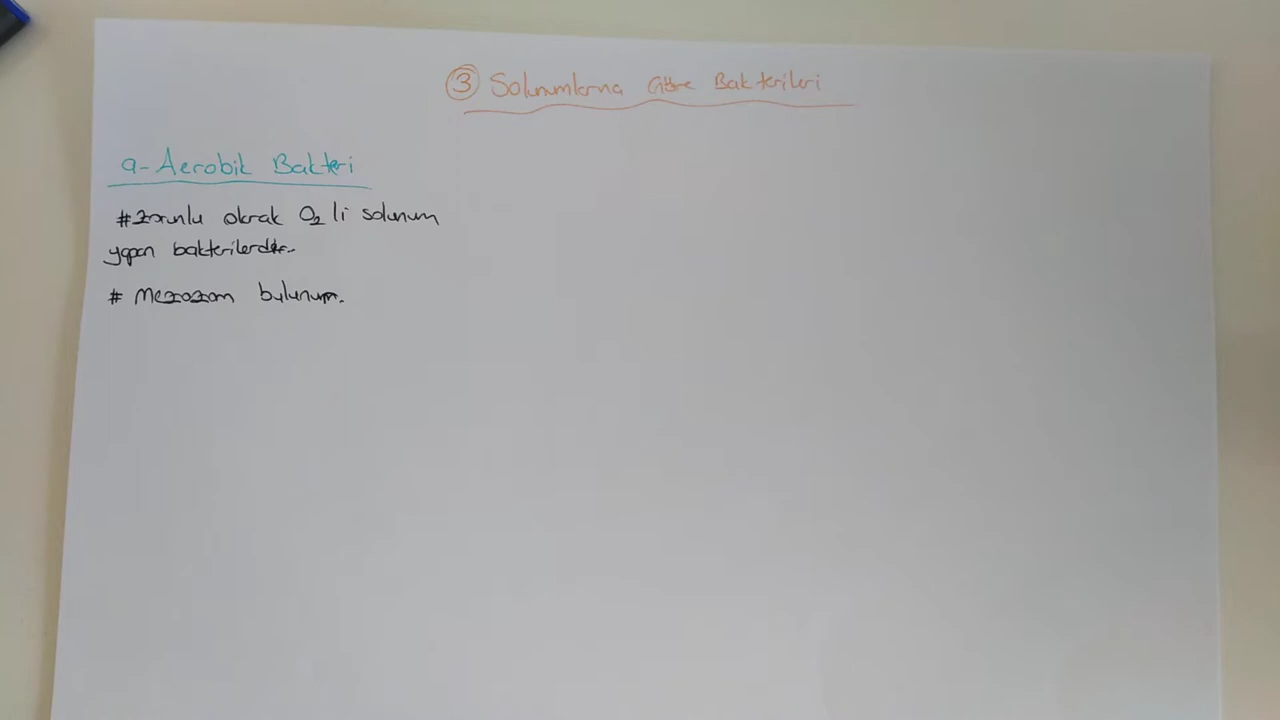 ③ Solunumlarına Göre Bakterileri
a- Aerobik Bakteri
# Zorunlu olarak O₂ li solunum
yapan bakterilerdir.
# Mezozom bulunur.